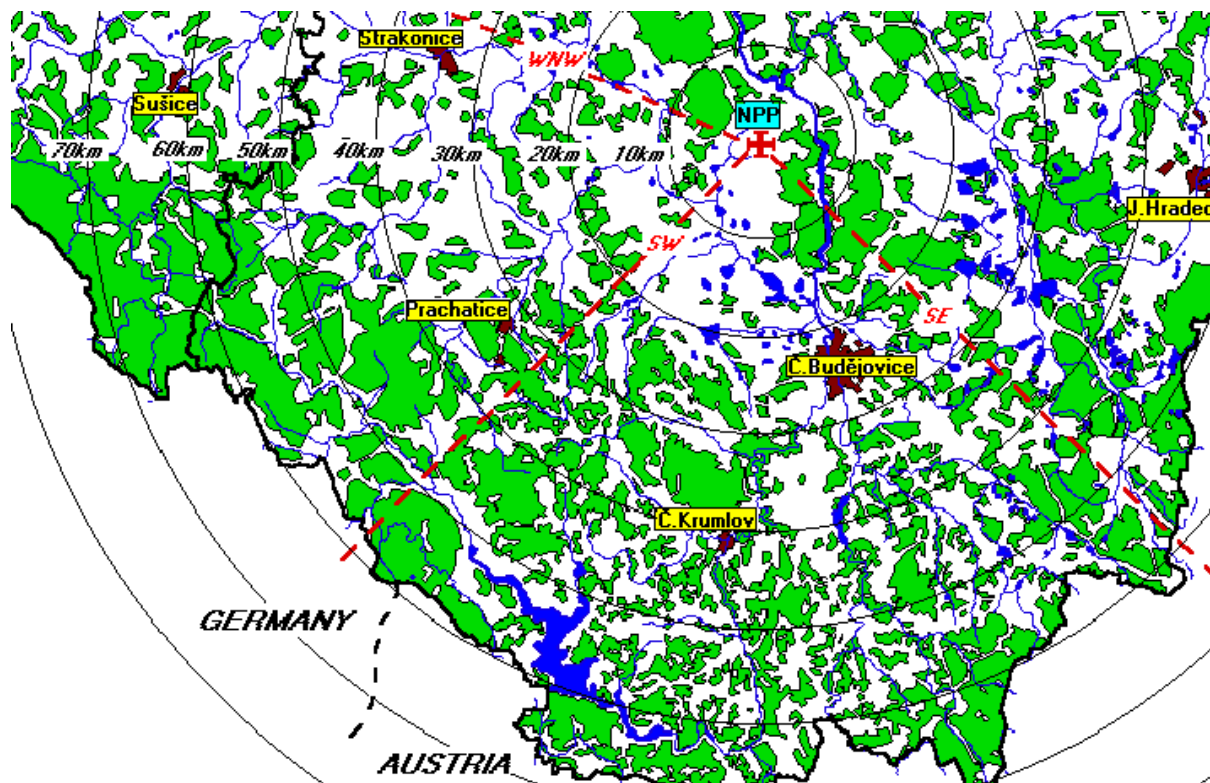 Strakonice
WNW
Sušice
NPP
70km
60km
50km
40km
30km
20km
10km
J.Hradec
SW
Prachatice
SE
Č.Budějovice
Č.Krumlov
GERMANY
AUSTRIA